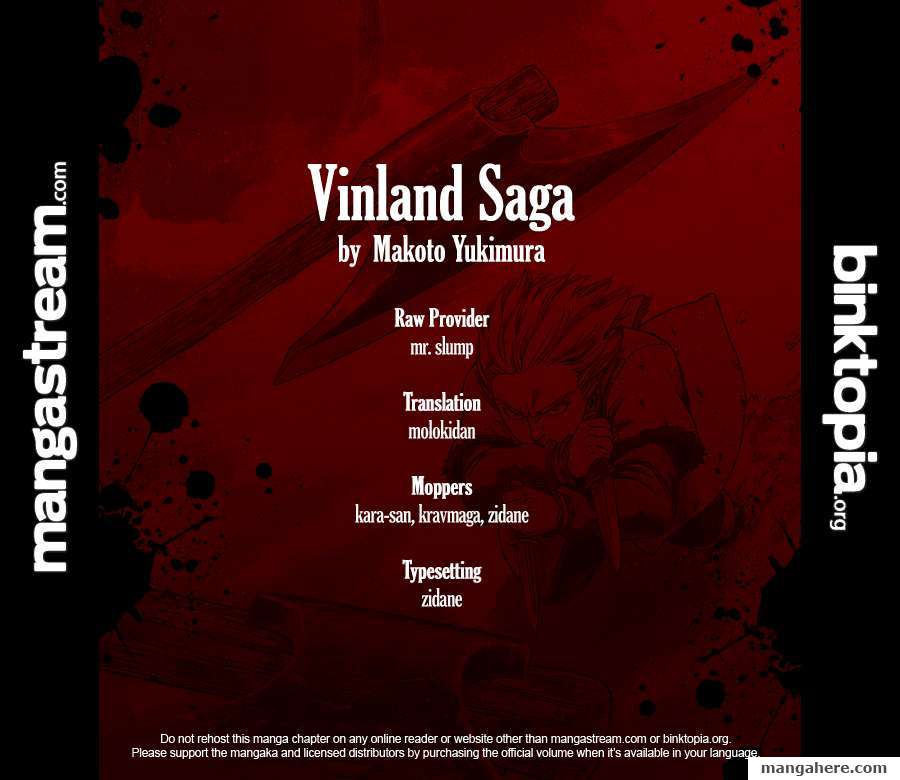 Vinland Saga
by Makoto Yukimura
Raw Provider
mr. slump
Translation
molokidan
Moppers
kara-san, kravmaga, zidane
Typesetting
zidane
mangastream.com
binktopia.org
Do not rehost this manga chapter on any online reader or website other than mangastream.com or binktopia.org.
Please support the mangaka and licensed distributors by purchasing the official volume when it's available in your language.
mangahere.com